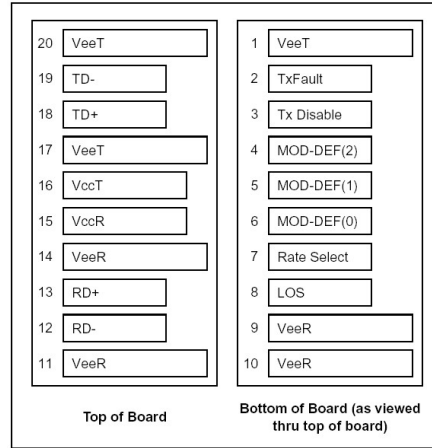 20 VeeT
19 TD-
18 TD+
17 VeeT
16 VccT
15 VccR
14 VeeR
13 RD+
12 RD-
11 VeeR
Top of Board
1 VeeT
2 TxFault
3 Tx Disable
4 MOD-DEF(2)
5 MOD-DEF(1)
6 MOD-DEF(0)
7 Rate Select
8 LOS
9 VeeR
10 VeeR
Bottom of Board (as viewed
thru top of board)